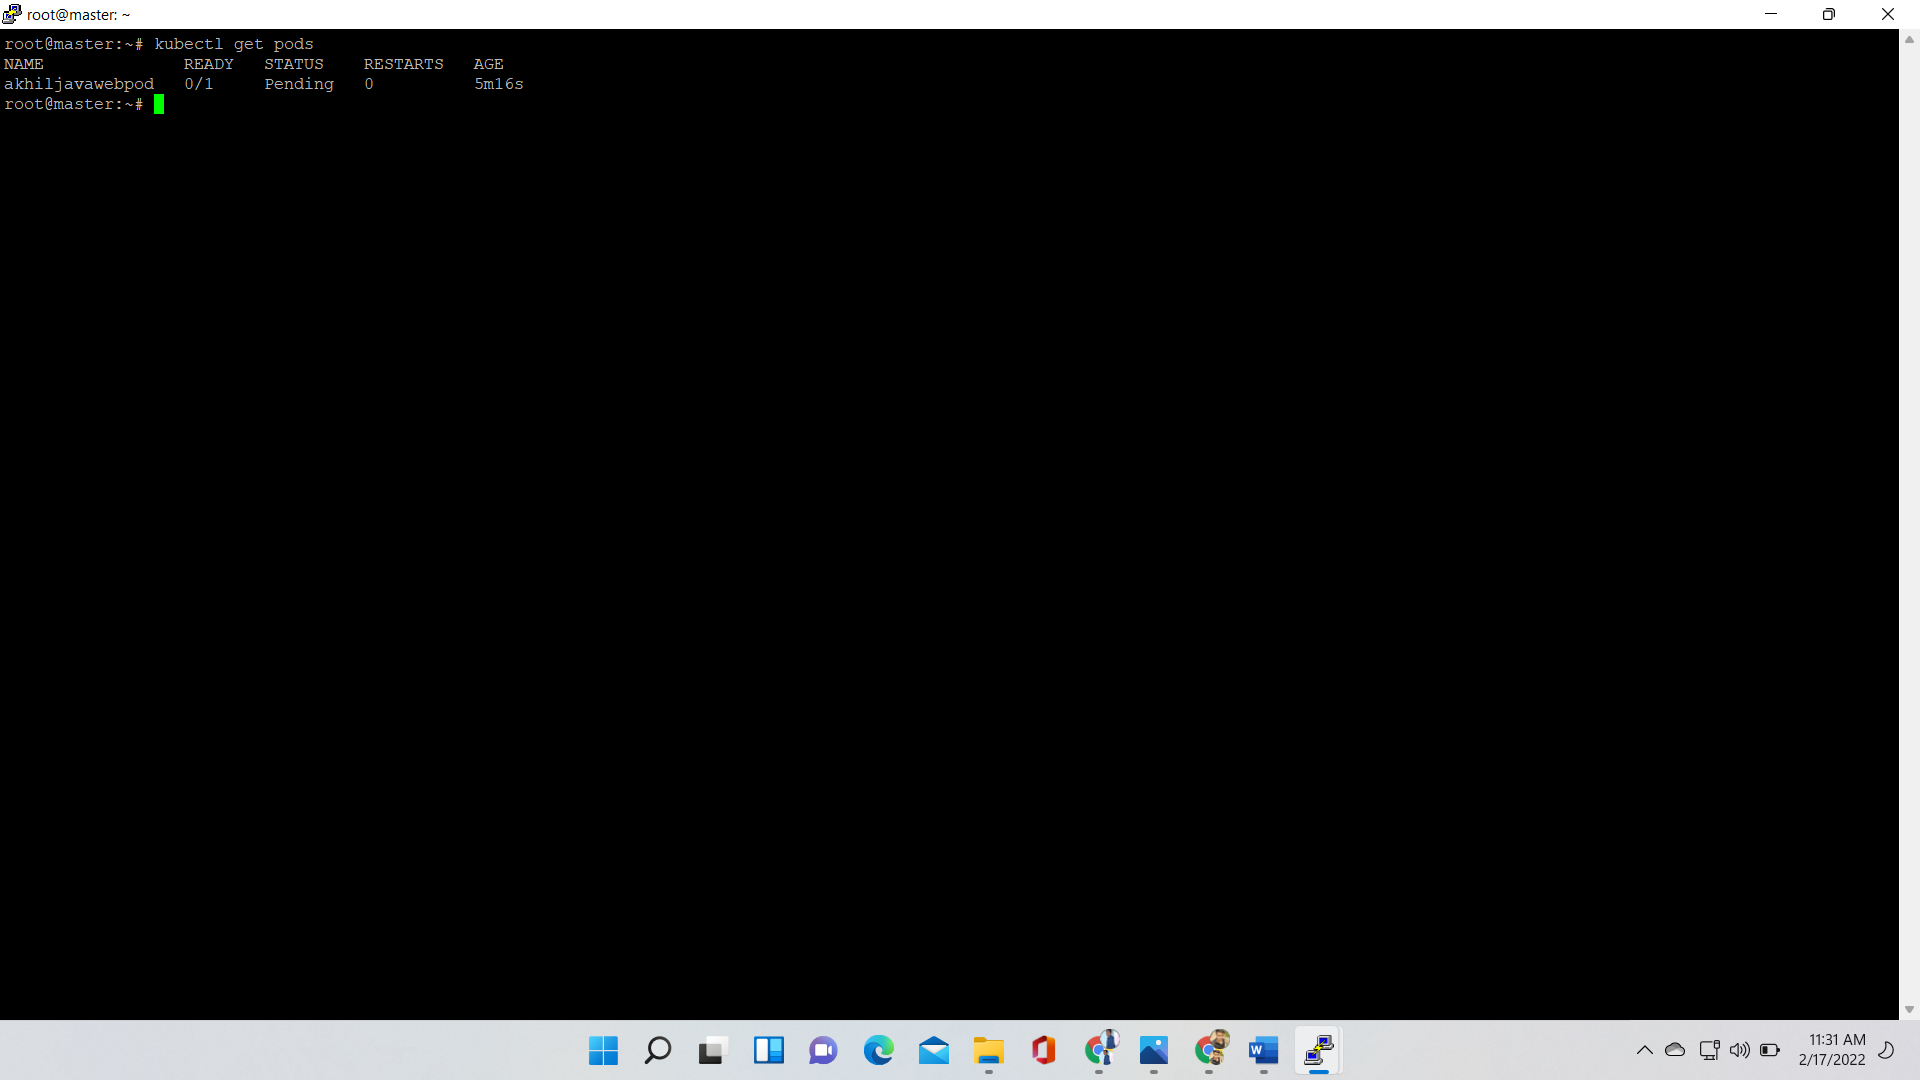 root@master: ~
root@master:~# kubectl get pods
NAME READY STATUS RESTARTS AGE
akhiljavawebpod 0/1 Pending 0 5m16s
root@master:~#
W
11:31 AM
2/17/2022